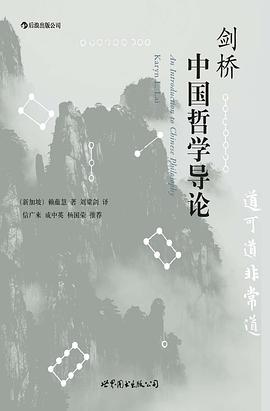 后浪出版公司
剑桥
中国哲学导论
An Introduction to Chinese Philosophy
Karyn L. Lai
（新加坡）赖蕴慧 著 刘梁剑 译
信广来 成中英 杨国荣 推荐
道可道非常道
世界图书出版公司